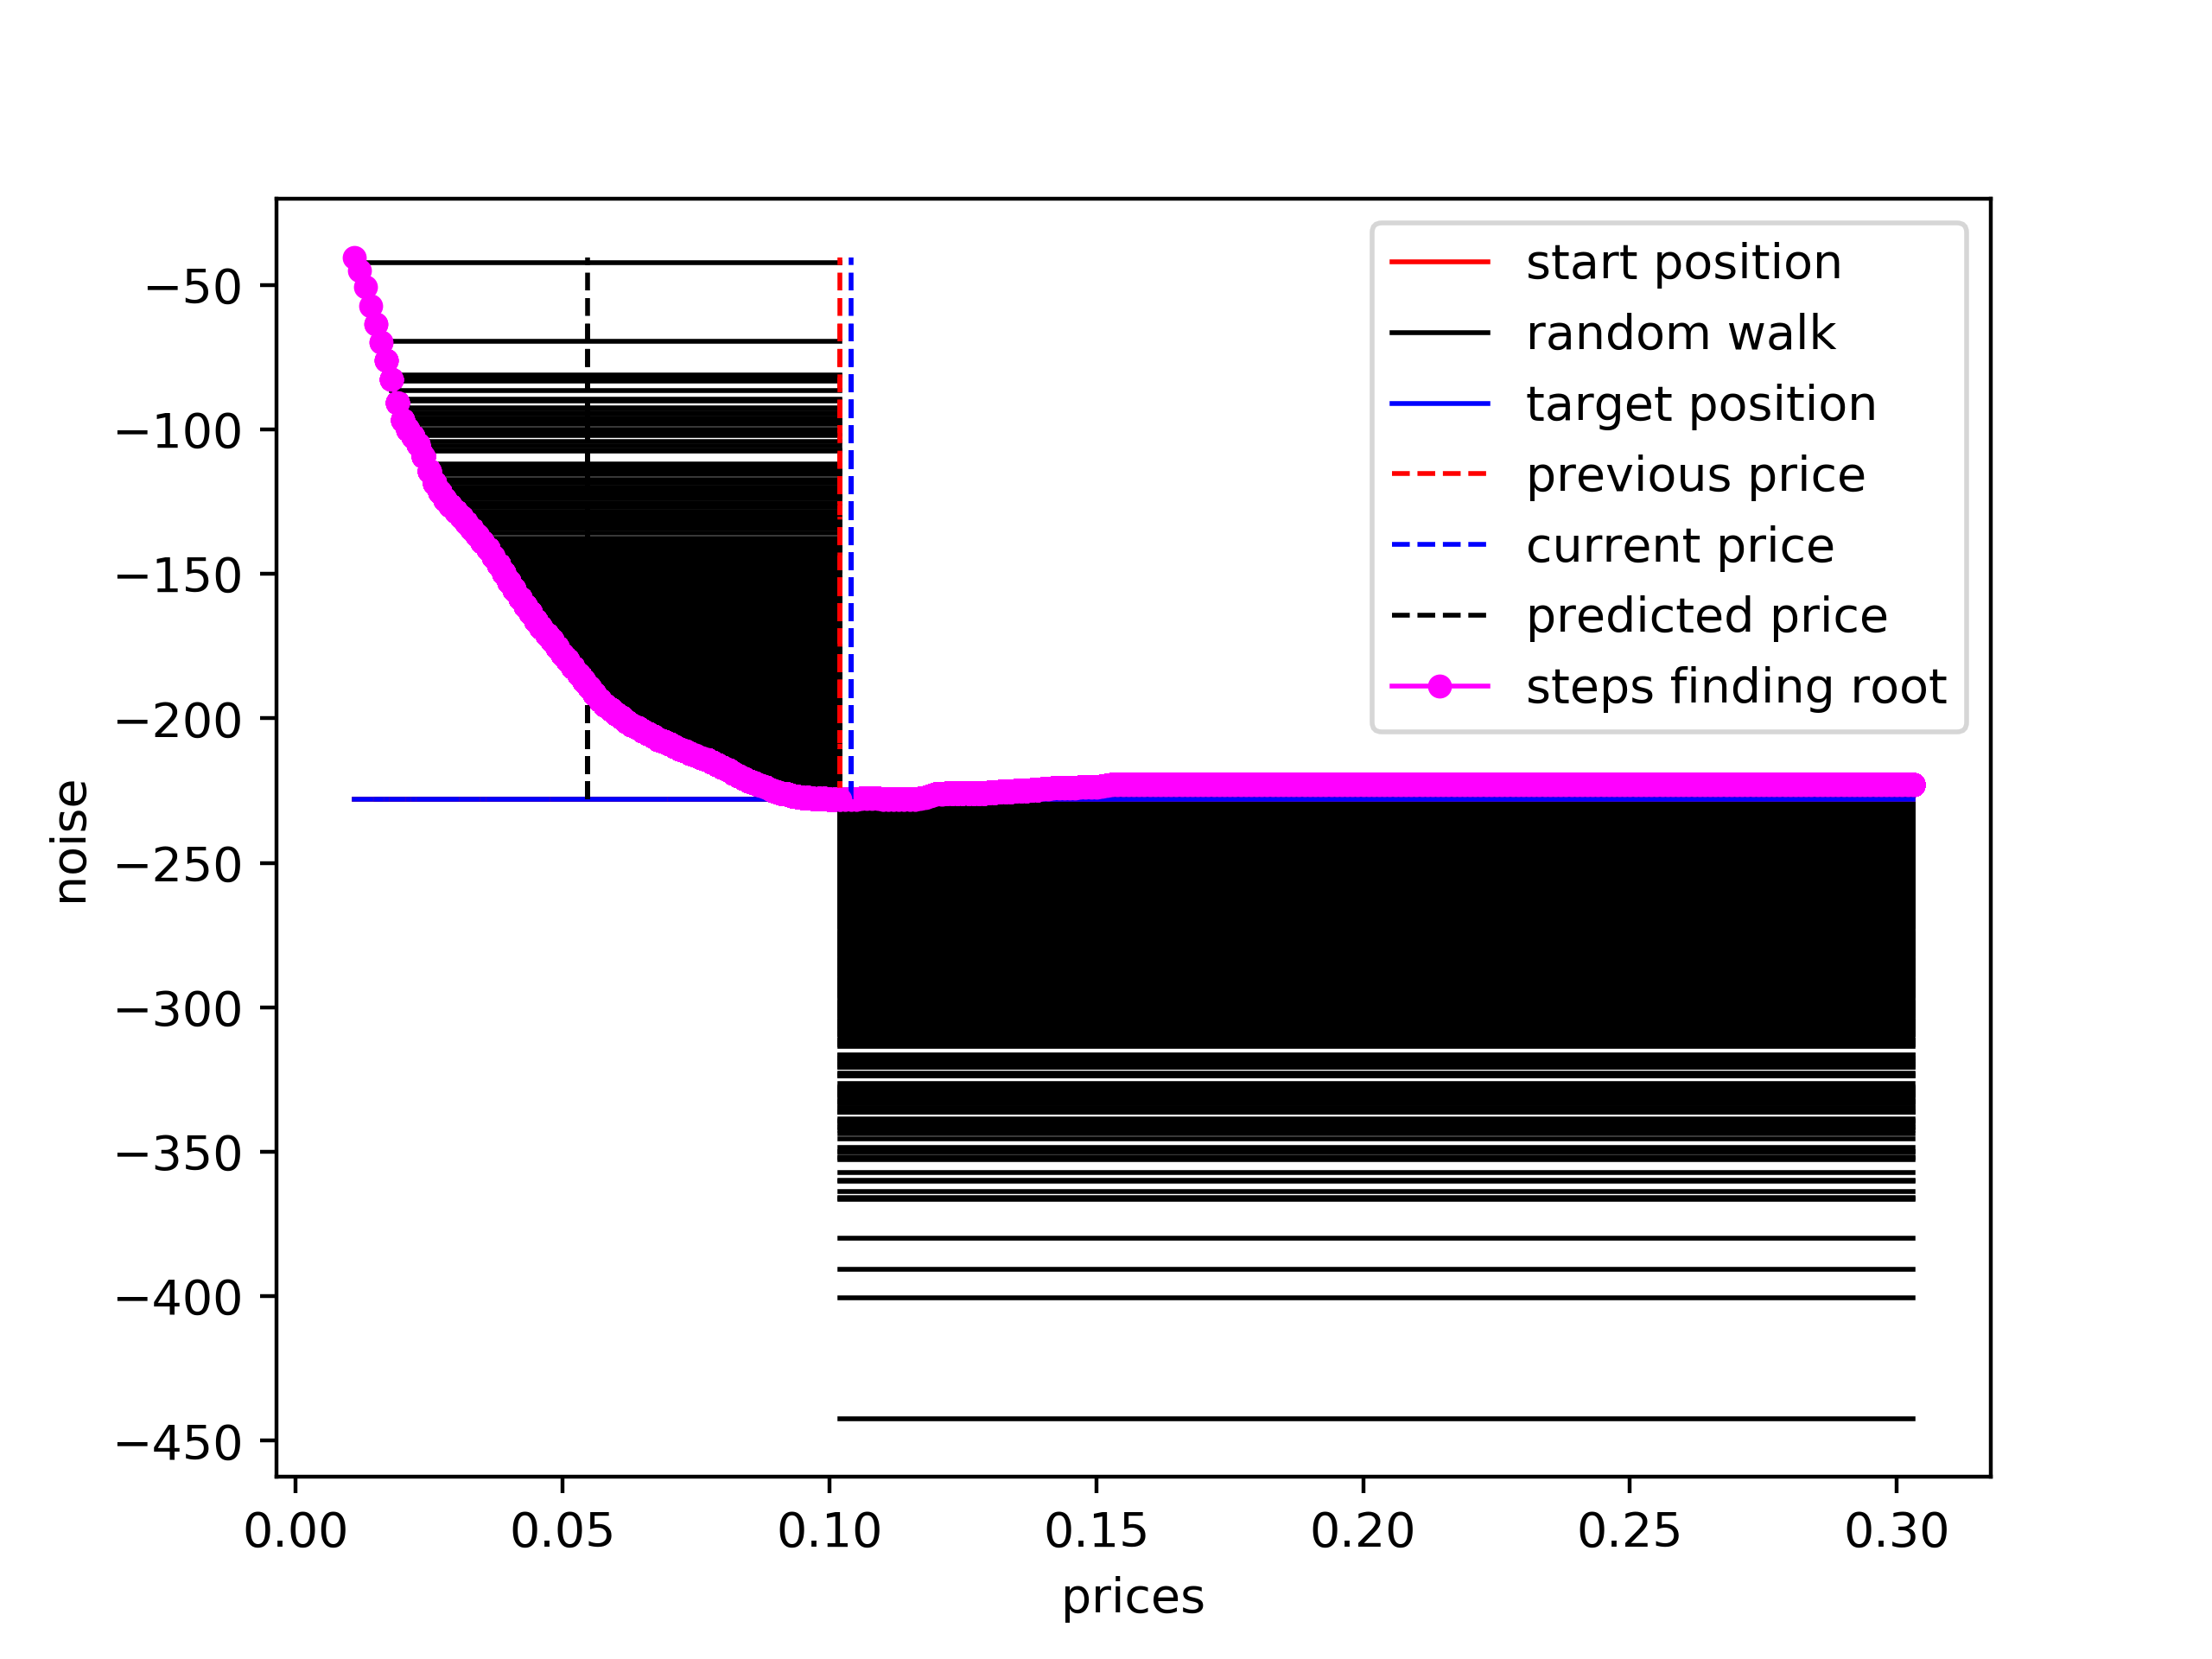 start position
random walk
target position
previous price
current price
predicted price
steps finding root
noise
−50
−100
−150
−200
−250
−300
−350
−400
−450
0.00 0.05 0.10 0.15 0.20 0.25 0.30
prices